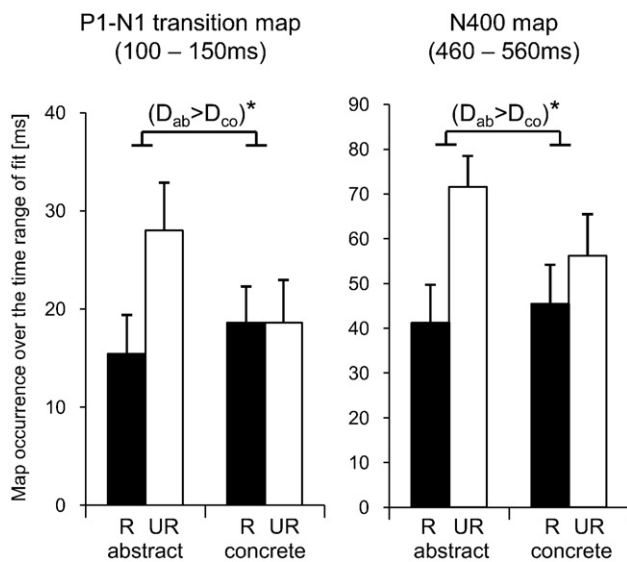 P1-N1 transition map
(100 – 150ms)
Map occurrence over the time range of fit [ms]
40
30
20
10
0
(Dab>Dco)*
R UR R UR
abstract concrete
N400 map
(460 – 560ms)
90
80
70
60
50
40
30
20
10
0
(Dab>Dco)*
R UR R UR
abstract concrete